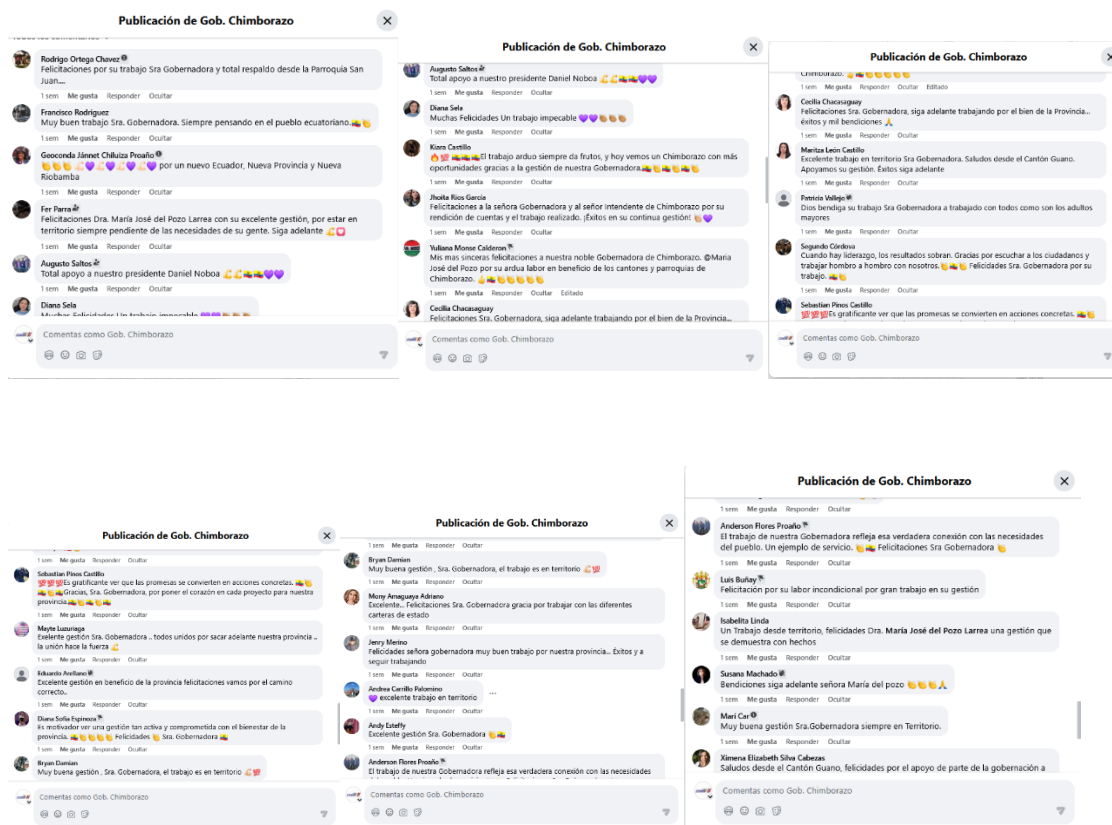 Publicación de Gob. Chimborazo
Rodrigo Ortega Chavez
Felicitaciones por su trabajo Sra Gobernadora y total respaldo desde la Parroquia San
Juan....
1 sem Me gusta Responder Ocultar
Francisco Rodriguez
Muy buen trabajo Sra. Gobernadora. Siempre pensando en el pueblo ecuatoriano.🇪🇨👏
1 sem Me gusta Responder Ocultar
Geoconda Jánnet Chiluiza Proaño
👏👏👏💪🏻💜💪🏻💜💪🏻💜💪🏻💜 por un nuevo Ecuador, Nueva Provincia y Nueva
Riobamba
1 sem Me gusta Responder Ocultar
Fer Parra
Felicitaciones Dra. María José del Pozo Larrea con su excelente gestión, por estar en
territorio siempre pendiente de las necesidades de su gente. Siga adelante 💪💟
1 sem Me gusta Responder Ocultar
Augusto Saltos
Total apoyo a nuestro presidente Daniel Noboa 💪💪🇪🇨🇪🇨💜💜
1 sem Me gusta Responder Ocultar
Diana Sela
Muchas Felicidades Un trabajo impecable 💜💜👏🏽👏🏽👏🏽
Comentas como Gob. Chimborazo
Publicación de Gob. Chimborazo
Augusto Saltos
Total apoyo a nuestro presidente Daniel Noboa 💪💪🇪🇨🇪🇨💜💜
1 sem Me gusta Responder Ocultar
Diana Sela
Muchas Felicidades Un trabajo impecable 💜💜👏🏽👏🏽👏🏽
1 sem Me gusta Responder Ocultar
Kiara Castillo
🔥💯🇪🇨🇪🇨🇪🇨El trabajo arduo siempre da frutos, y hoy vemos un Chimborazo con más
oportunidades gracias a la gestión de nuestra Gobernadora.🇪🇨👏🇪🇨👏🇪🇨👏
1 sem Me gusta Responder Ocultar
Jhoita Rios García
Felicitaciones a la señora Gobernadora y al señor Intendente de Chimborazo por su
rendición de cuentas y el trabajo realizado. ¡Éxitos en su continua gestión! 👏🏼💜
1 sem Me gusta Responder Ocultar
Yuliana Monse Calderon
Mis mas sinceras felicitaciones a nuestra noble Gobernadora de Chimborazo. @Maria
José del Pozo por su ardua labor en beneficio de los cantones y parroquias de
Chimborazo. 👍🇪🇨👏👏👏👏👏
1 sem Me gusta Responder Ocultar Editado
Cecilia Chacasaguay
Felicitaciones Sra. Gobernadora, siga adelante trabajando por el bien de la Provincia...
Comentas como Gob. Chimborazo
Publicación de Gob. Chimborazo
Chimborazo. 👍🇪🇨👏👏👏👏👏
1 sem Me gusta Responder Ocultar Editado
Cecilia Chacasaguay
Felicitaciones Sra. Gobernadora, siga adelante trabajando por el bien de la Provincia...
éxitos y mil bendiciones 🙏
1 sem Me gusta Responder Ocultar
Maritza León Castillo
Excelente trabajo en territorio Sra Gobernadora. Saludos desde el Cantón Guano.
Apoyamos su gestión. Éxitos siga adelante
1 sem Me gusta Responder Ocultar
Patricia Vallejo
Dios bendiga su trabajo Sra Gobernadora a trabajado con todos como son los adultos
mayores
1 sem Me gusta Responder Ocultar
Segundo Córdova
Cuando hay liderazgo, los resultados sobran. Gracias por escuchar a los ciudadanos y
trabajar hombro a hombro con nosotros.🇪🇨👏🇪🇨👏 Felicidades Sra. Gobernadora por su
trabajo. 🇪🇨👏
1 sem Me gusta Responder Ocultar
Sebastian Pinos Castillo
💯💯💯Es gratificante ver que las promesas se convierten en acciones concretas. 🇪🇨👏
Comentas como Gob. Chimborazo
Publicación de Gob. Chimborazo
1 sem Me gusta Responder Ocultar
Sebastian Pinos Castillo
💯💯💯Es gratificante ver que las promesas se convierten en acciones concretas. 🇪🇨👏
🇪🇨👏🇪🇨Gracias, Sra. Gobernadora, por poner el corazón en cada proyecto para nuestra
provincia.🇪🇨👏🇪🇨👏🇪🇨
1 sem Me gusta Responder Ocultar
Mayte Luzuriaga
Exelente gestión Sra. Gobernadora .. todos unidos por sacar adelante nuestra provincia ..
la unión hace la fuerza 💪
1 sem Me gusta Responder Ocultar
Eduardo Arellano
Excelente gestión en beneficio de la provincia felicitaciones vamos por el camino
correcto..
1 sem Me gusta Responder Ocultar
Diana Sofia Espinoza
Es motivador ver una gestión tan activa y comprometida con el bienestar de la
provincia. 🇪🇨👏👏👏👏 Felicidades 👏 Sra. Gobernadora 🇪🇨
1 sem Me gusta Responder Ocultar
Bryan Damian
Muy buena gestión , Sra. Gobernadora, el trabajo es en territorio 💪🏻💯
Comentas como Gob. Chimborazo
Publicación de Gob. Chimborazo
1 sem Me gusta Responder Ocultar
Bryan Damian
Muy buena gestión , Sra. Gobernadora, el trabajo es en territorio 💪🏻💯
1 sem Me gusta Responder Ocultar
Mony Amaguaya Adriano
Excelente... Felicitaciones Sra. Gobernadora gracia por trabajar con las diferentes
carteras de estado
1 sem Me gusta Responder Ocultar
Jenry Merino
Felicidades señora gobernadora muy buen trabajo por nuestra provincia... Éxitos y a
seguir trabajando
1 sem Me gusta Responder Ocultar
Andrea Carrillo Palomino
💜 excelente trabajo en territorio
1 sem Me gusta Responder Ocultar
Andy Esteffy
Excelente gestión Sra. Gobernadora 👏🇪🇨
1 sem Me gusta Responder Ocultar
Anderson Flores Proaño
El trabajo de nuestra Gobernadora refleja esa verdadera conexión con las necesidades
Comentas como Gob. Chimborazo
Publicación de Gob. Chimborazo
1 sem Me gusta Responder Ocultar
Anderson Flores Proaño
El trabajo de nuestra Gobernadora refleja esa verdadera conexión con las necesidades
del pueblo. Un ejemplo de servicio. 👏🇪🇨 Felicitaciones Sra Gobernadora 👏
1 sem Me gusta Responder Ocultar
Luis Buñay
Felicitación por su labor incondicional por gran trabajo en su gestión
1 sem Me gusta Responder Ocultar
Isabelita Linda
Un Trabajo desde territorio, felicidades Dra. María José del Pozo Larrea una gestión que
se demuestra con hechos
1 sem Me gusta Responder Ocultar
Susana Machado
Bendiciones siga adelante señora María del pozo 👏👏👏🙏
1 sem Me gusta Responder Ocultar
Mari Car
Muy buena gestión Sra.Gobernadora siempre en Territorio.
1 sem Me gusta Responder Ocultar
Ximena Elizabeth Silva Cabezas
Saludos desde el Cantón Guano, felicidades por el apoyo de parte de la gobernación a
Comentas como Gob. Chimborazo